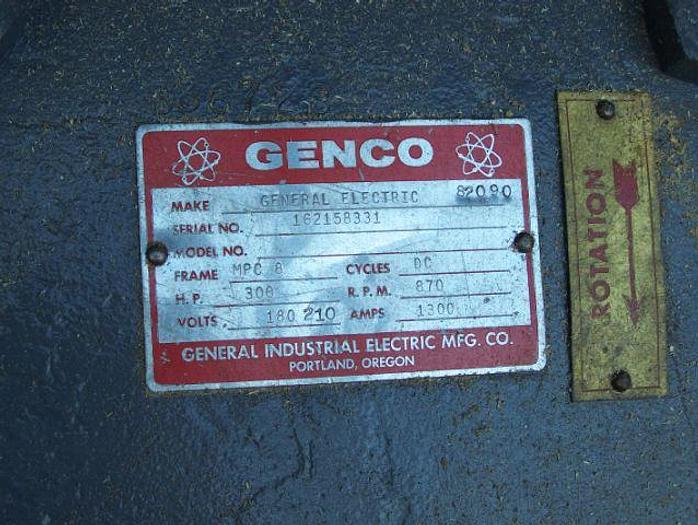 GENCO
MAKE GENERAL ELECTRIC 82090
SERIAL NO. 162158331
MODEL NO.
FRAME MPC 8 CYCLES DC
H.P. 300 R.P.M. 870
VOLTS 180 210 AMPS 1300
GENERAL INDUSTRIAL ELECTRIC MFG. CO.
PORTLAND, OREGON
ROTATION